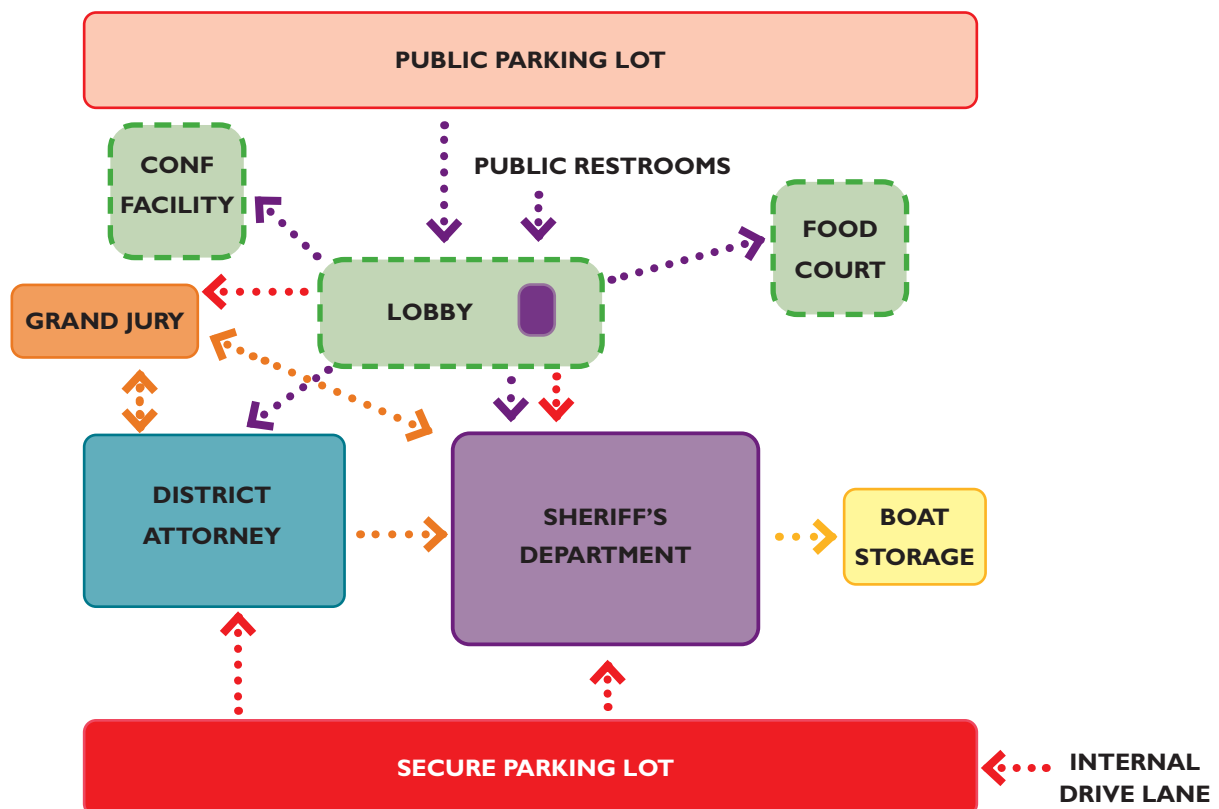 PUBLIC PARKING LOT
CONF
FACILITY
PUBLIC RESTROOMS
FOOD
COURT
GRAND JURY
LOBBY
DISTRICT
ATTORNEY
SHERIFF’S
DEPARTMENT
BOAT
STORAGE
SECURE PARKING LOT
INTERNAL
DRIVE LANE